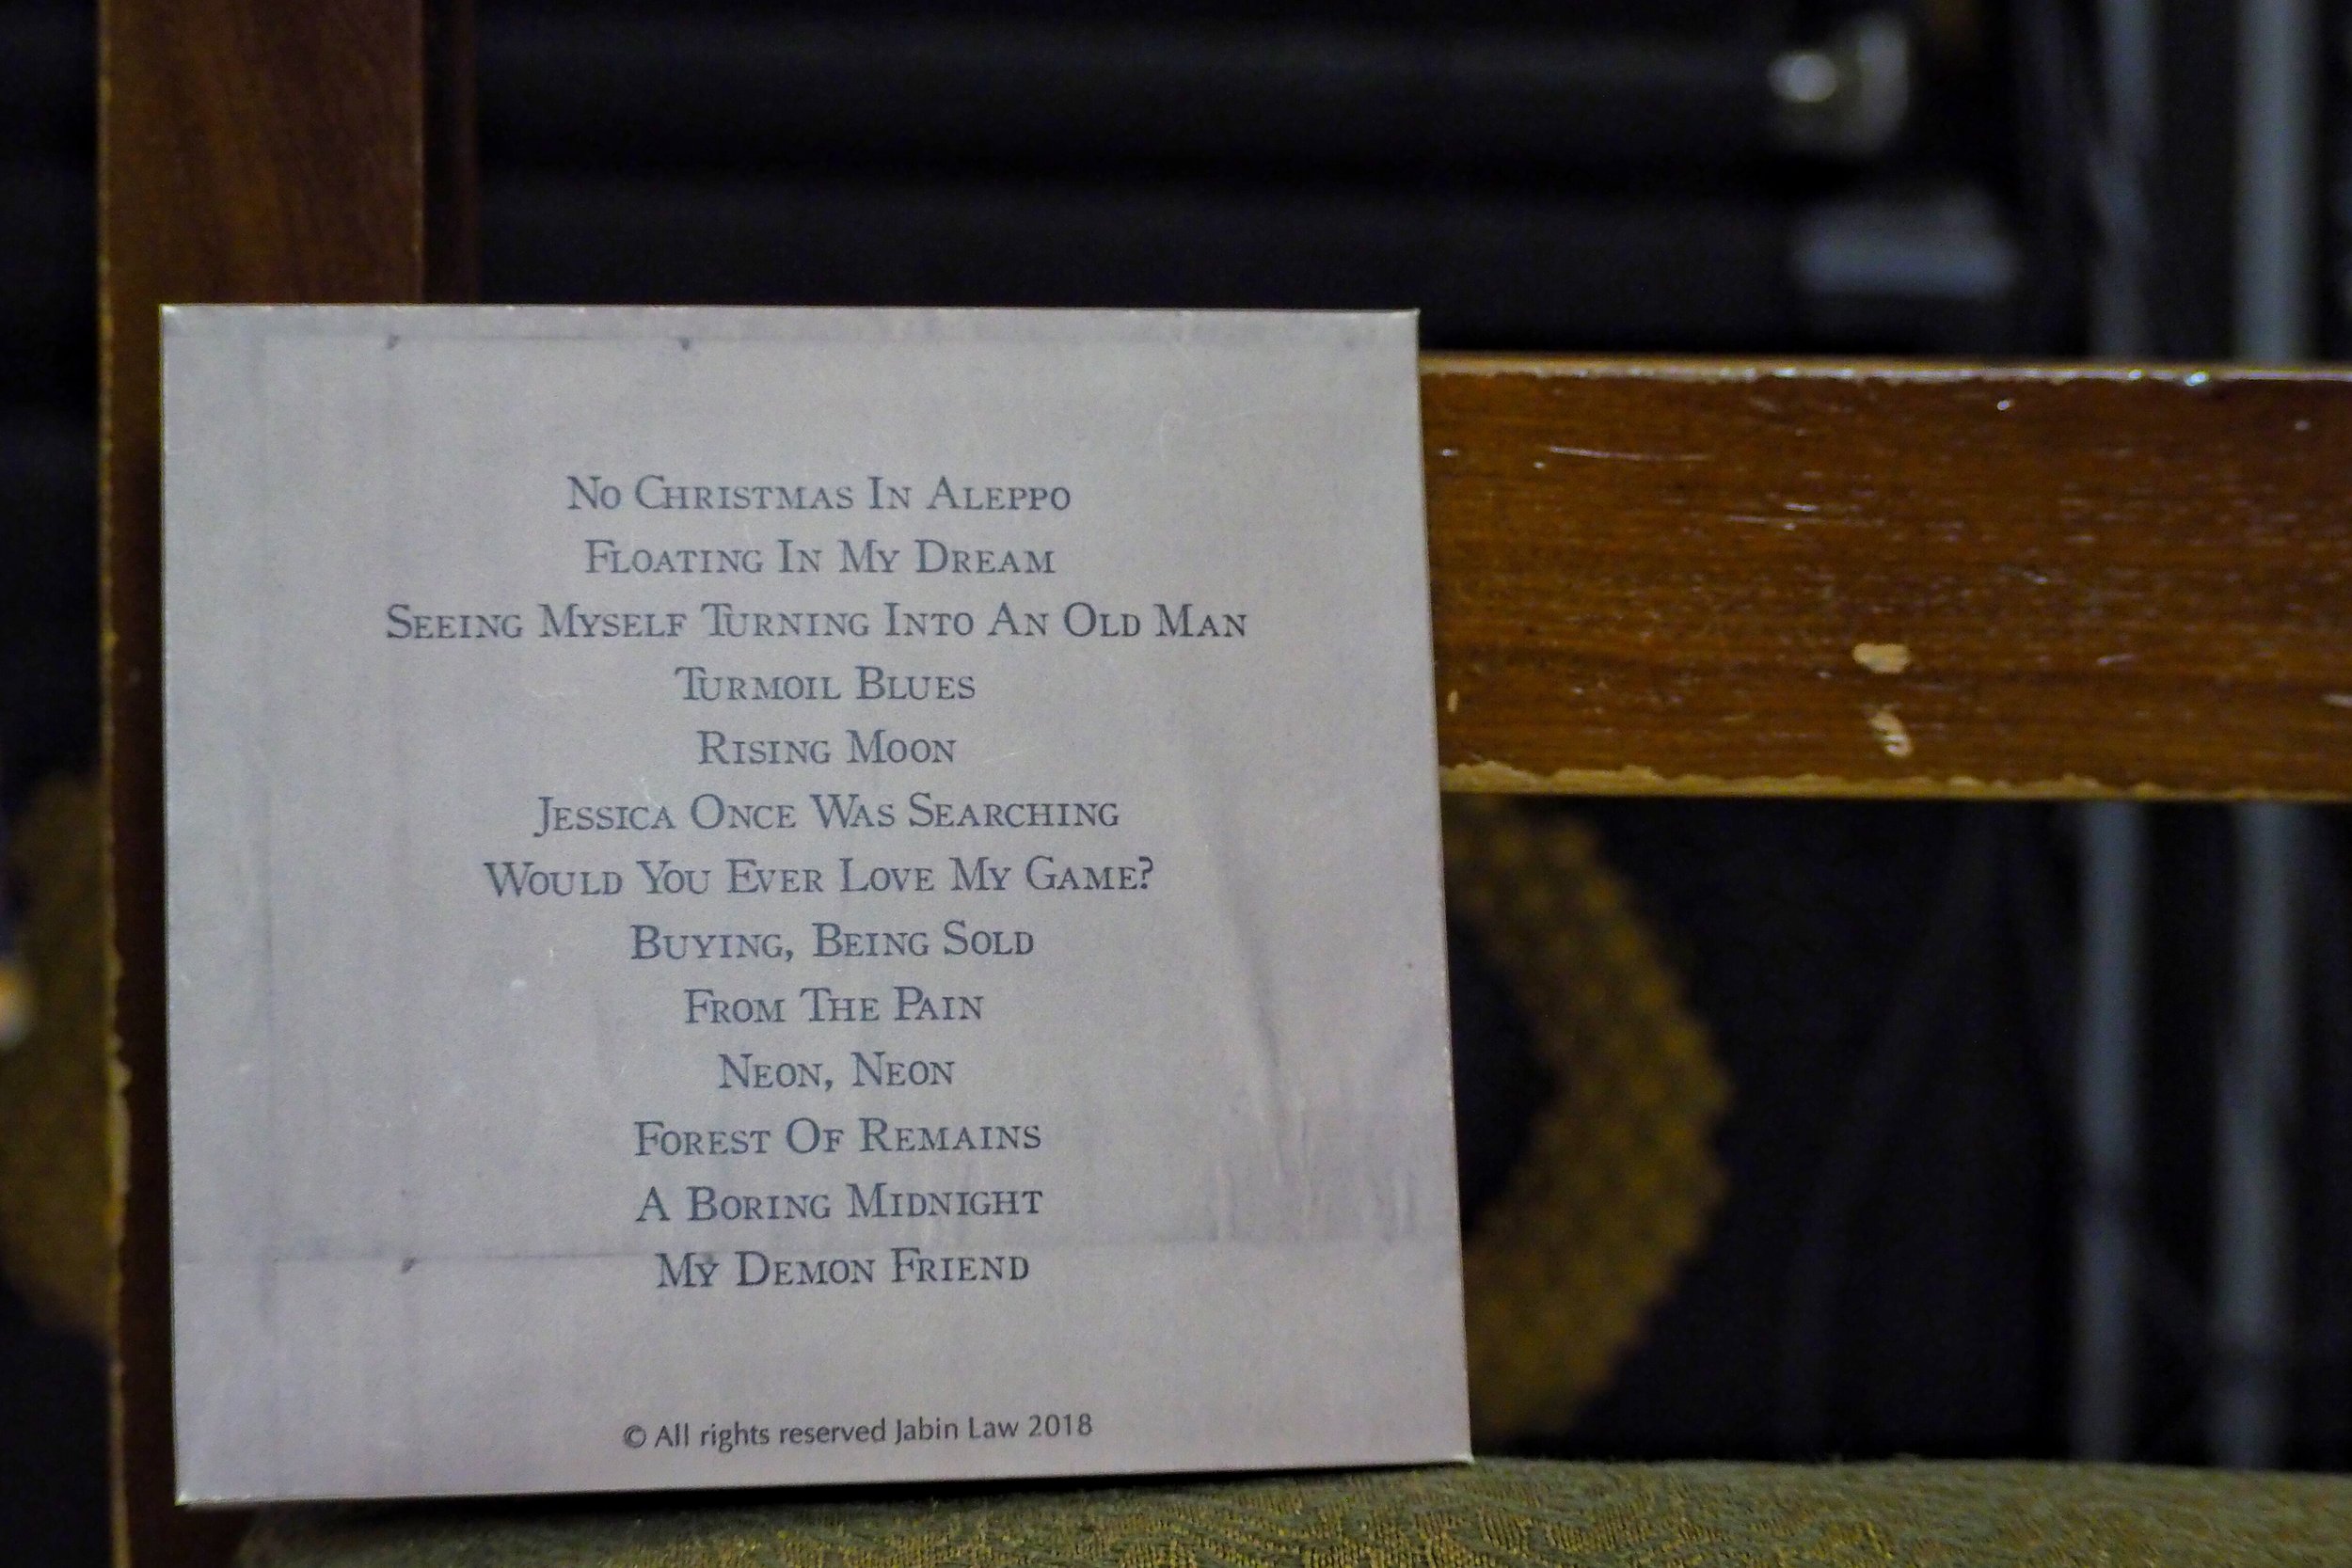 No Christmas In Aleppo
Floating In My Dream
Seeing Myself Turning Into An Old Man
Turmoil Blues
Rising Moon
Jessica Once Was Searching
Would You Ever Love My Game?
Buying, Being Sold
From The Pain
Neon, Neon
Forest Of Remains
A Boring Midnight
My Demon Friend
© All rights reserved Jabin Law 2018